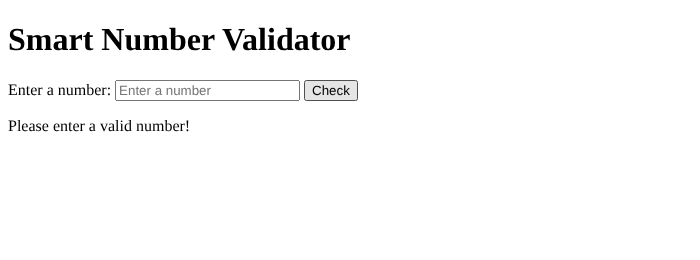 Smart Number Validator
Enter a number: Enter a number Check
Please enter a valid number!